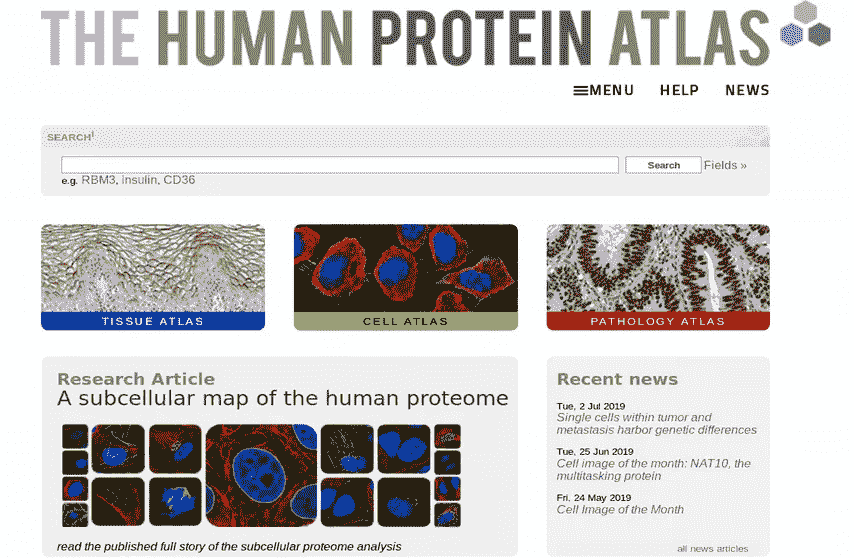 THE HUMAN PROTEIN ATLAS
MENU HELP NEWS
SEARCHⁱ
Search Fields »
e.g. RBM3, insulin, CD36
TISSUE ATLAS
CELL ATLAS
PATHOLOGY ATLAS
Research Article
A subcellular map of the human proteome
read the published full story of the subcellular proteome analysis
Recent news
Tue, 2 Jul 2019
Single cells within tumor and
metastasis harbor genetic differences
Tue, 25 Jun 2019
Cell image of the month: NAT10, the
multitasking protein
Fri, 24 May 2019
Cell Image of the Month
all news articles